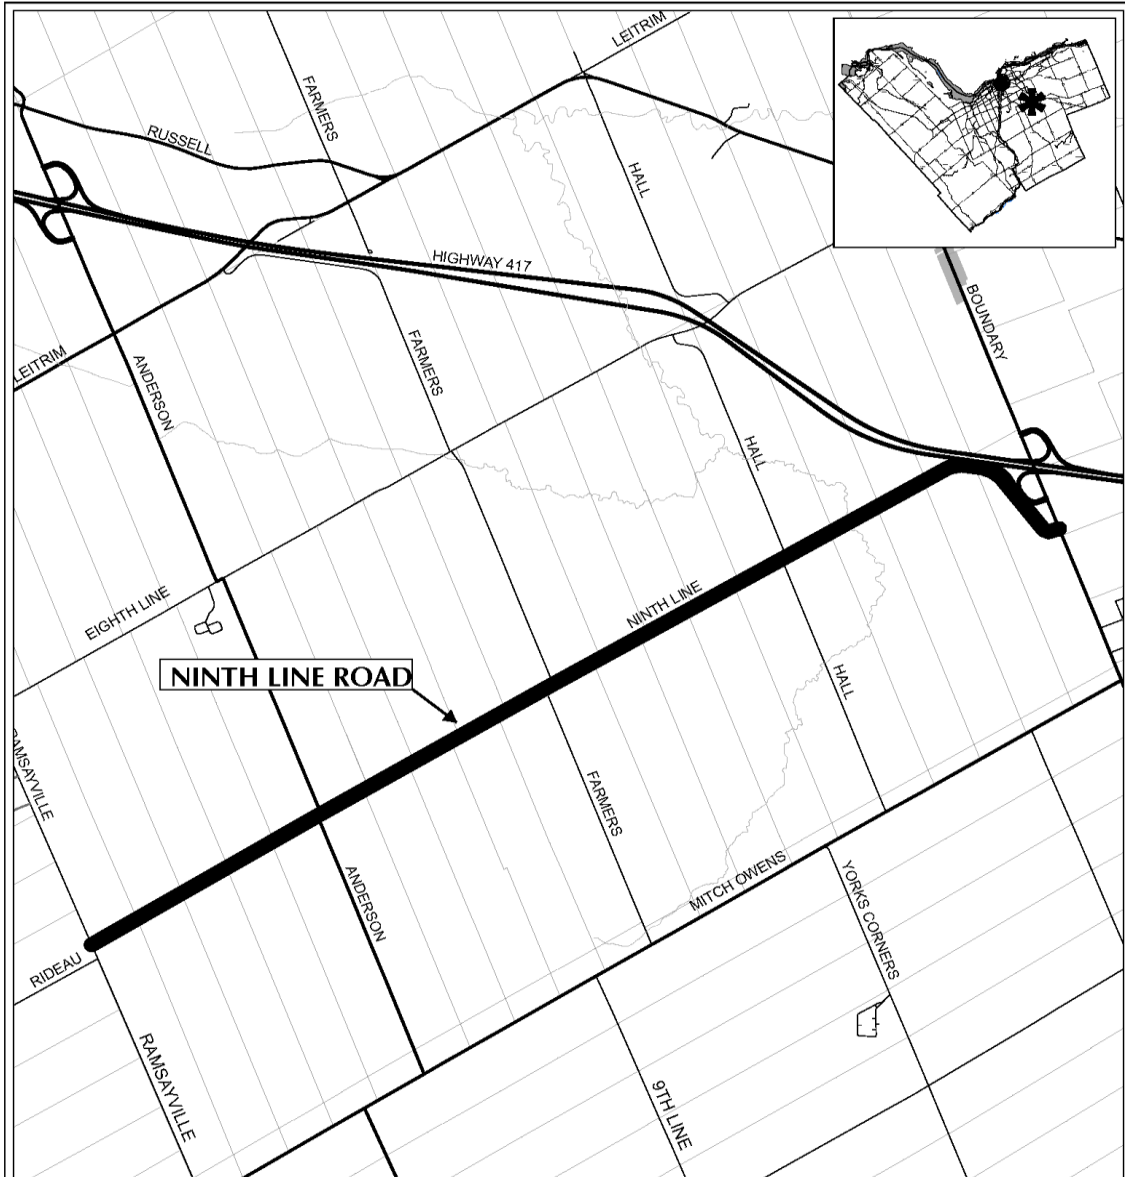 LEITRIM
FARMERS
RUSSELL
HALL
HIGHWAY 417
BOUNDARY
LEITRIM
ANDERSON
FARMERS
HALL
EIGHTH LINE
NINTH LINE
NINTH LINE ROAD
HALL
RAMSAYVILLE
FARMERS
MITCH OWENS
ANDERSON
YORKS CORNERS
RIDEAU
RAMSAYVILLE
9TH LINE